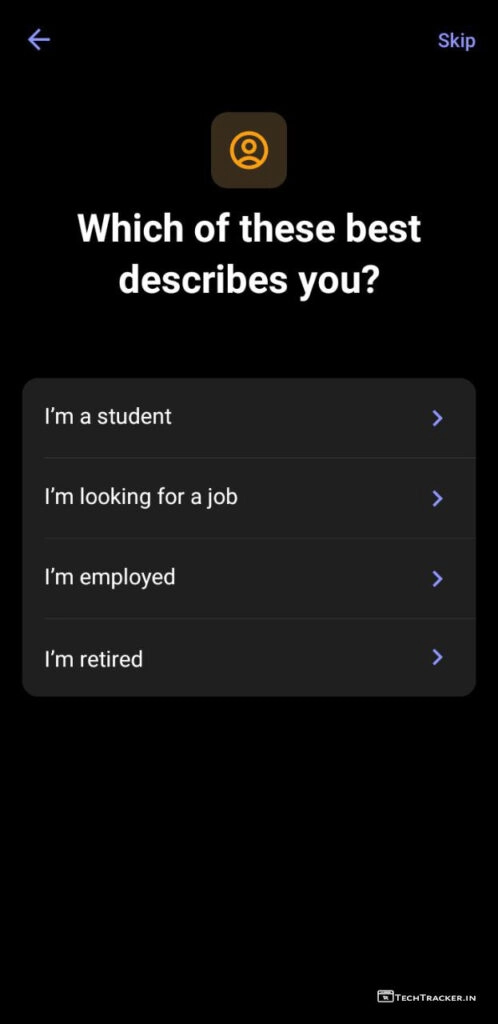 Skip
Which of these best
describes you?
I’m a student
I’m looking for a job
I’m employed
I’m retired
TECHTRACKER.IN